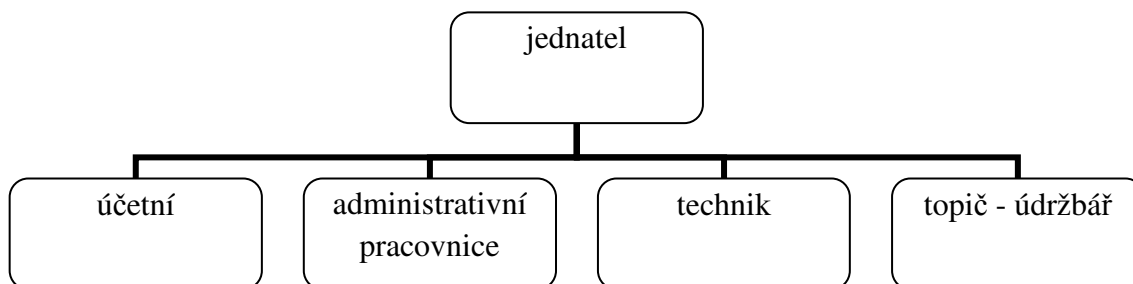 jednatel
účetní
administrativní
pracovnice
technik
topič - údržbář